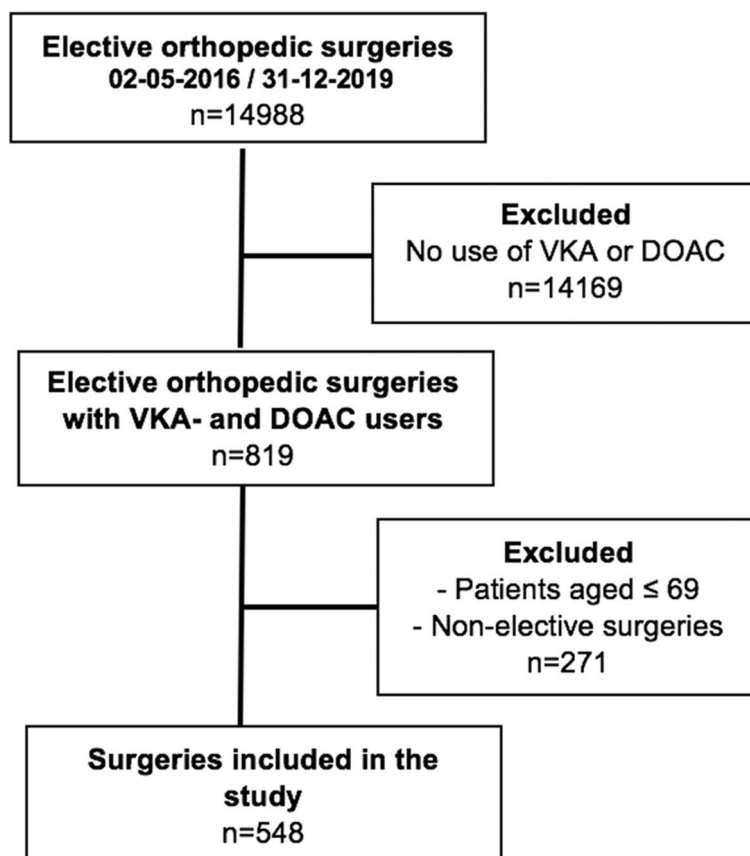 Elective orthopedic surgeries
02-05-2016 / 31-12-2019
n=14988
Excluded
No use of VKA or DOAC
n=14169
Elective orthopedic surgeries
with VKA- and DOAC users
n=819
Excluded
- Patients aged ≤ 69
- Non-elective surgeries
n=271
Surgeries included in the
study
n=548